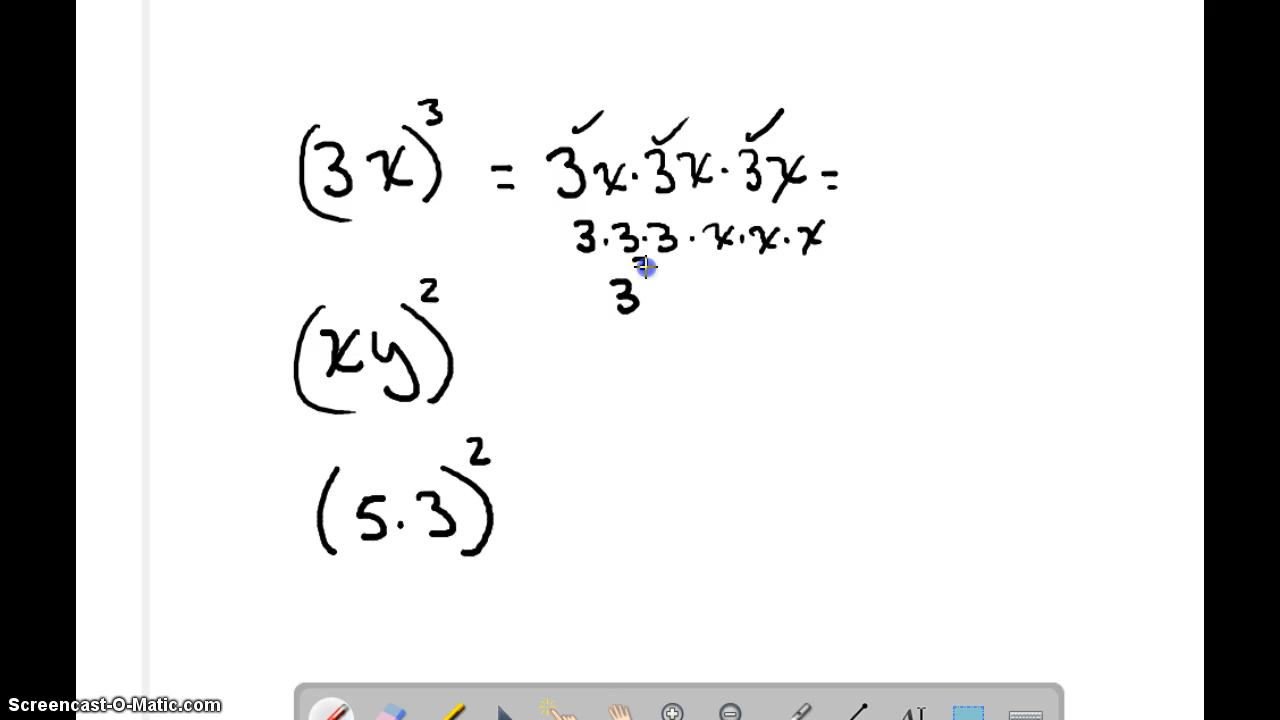 (3x)³ = 3x·3x·3x =
3·3·3·x·x·x
3
(xy)²
(5·3)²
Screencast-O-Matic.com